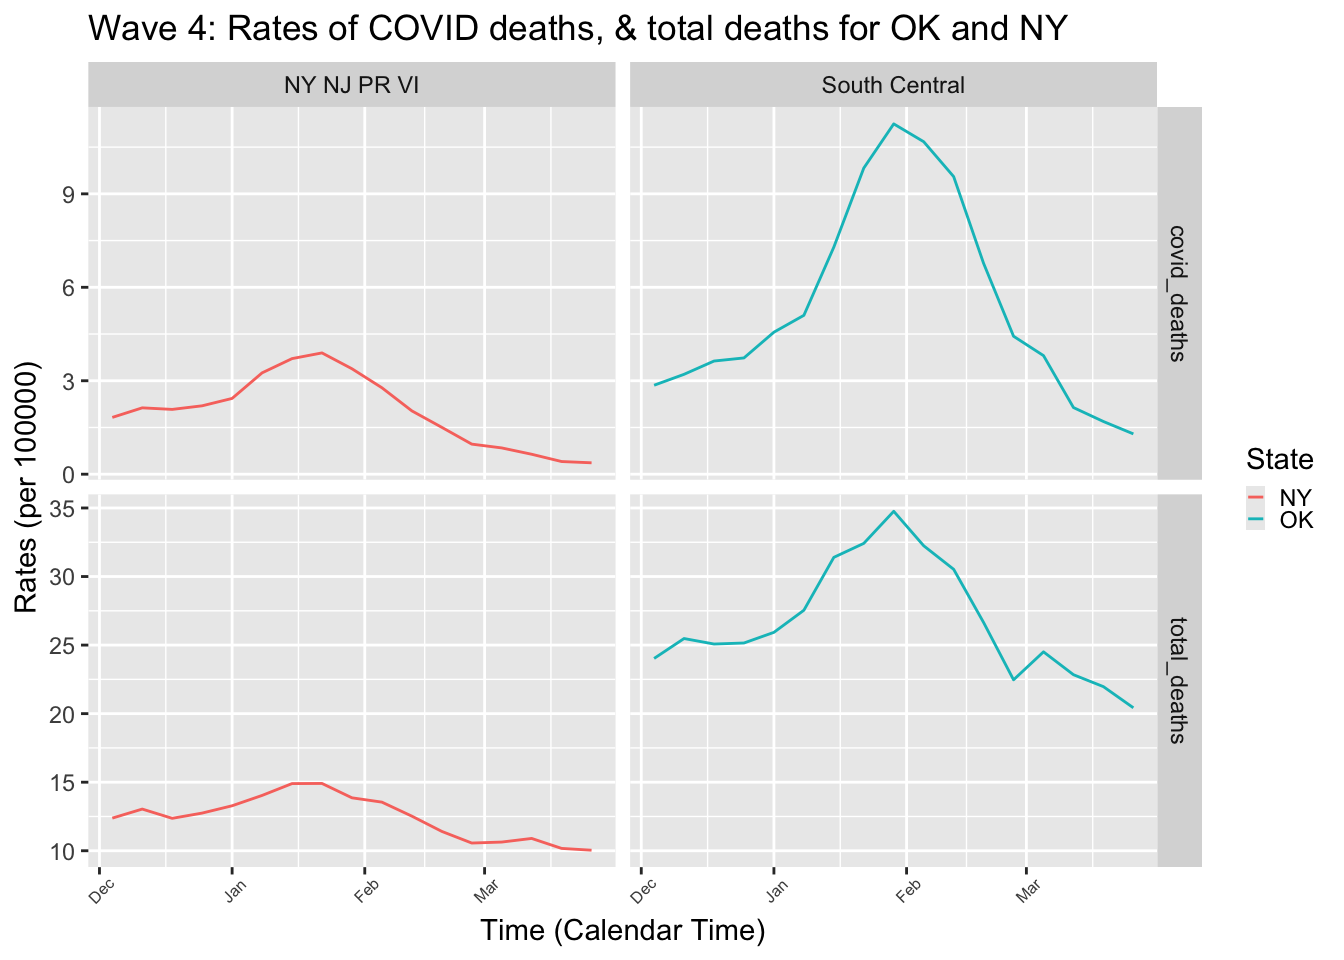 Wave 4: Rates of COVID deaths, & total deaths for OK and NY
NY NJ PR VI
South Central
9
6
3
0
covid_deaths
35
30
25
20
15
10
total_deaths
Rates (per 100000)
Dec
Jan
Feb
Mar
Dec
Jan
Feb
Mar
Time (Calendar Time)
State
NY
OK